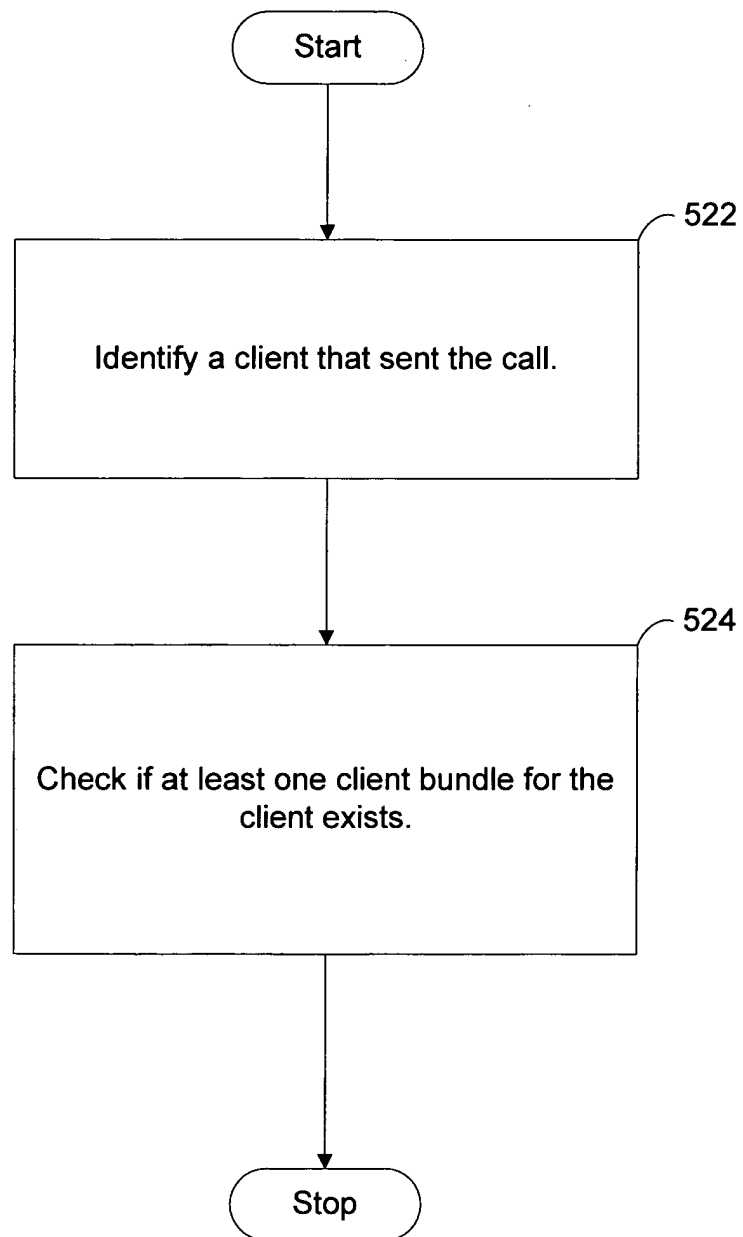 Start
522
Identify a client that sent the call.
524
Check if at least one client bundle for the
client exists.
Stop